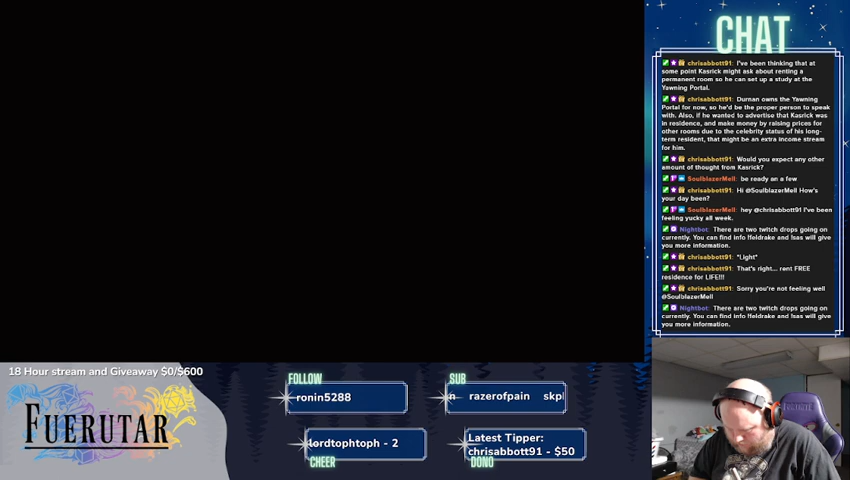 CHAT
chrisabbott91: I've been thinking that at
some point Kasrick might ask about renting a
permanent room so he can set up a study at the
Yawning Portal.
chrisabbott91: Durnan owns the Yawning
Portal for now, so he'd be the proper person to speak
with. Also, if he wanted to advertise that Kasrick was
in residence, and make money by raising prices for
other rooms due to the celebrity status of his long-
term resident, that might be an extra income stream
for him.
chrisabbott91: Would you expect any other
amount of thought from Kasrick?
SoulblazerMell: be ready an a few
chrisabbott91: Hi @SoulblazerMell How's
your day been?
SoulblazerMell: hey @chrisabbott91 I've been
feeling yucky all week.
Nightbot: There are two twitch drops going on
currently. You can find info !feldrake and !sas will give
you more information.
chrisabbott91: *Light*
chrisabbott91: That's right... rent FREE
residence for LIFE!!!
chrisabbott91: Sorry you're not feeling well
@SoulblazerMell
Nightbot: There are two twitch drops going on
currently. You can find info !feldrake and !sas will give
you more information.
18 Hour stream and Giveaway $0/$600
FUERUTAR
FOLLOW
ronin5288
SUB
n razerofpain skpi
lordtophtoph - 2
CHEER
Latest Tipper:
chrisabbott91 - $50
DONO